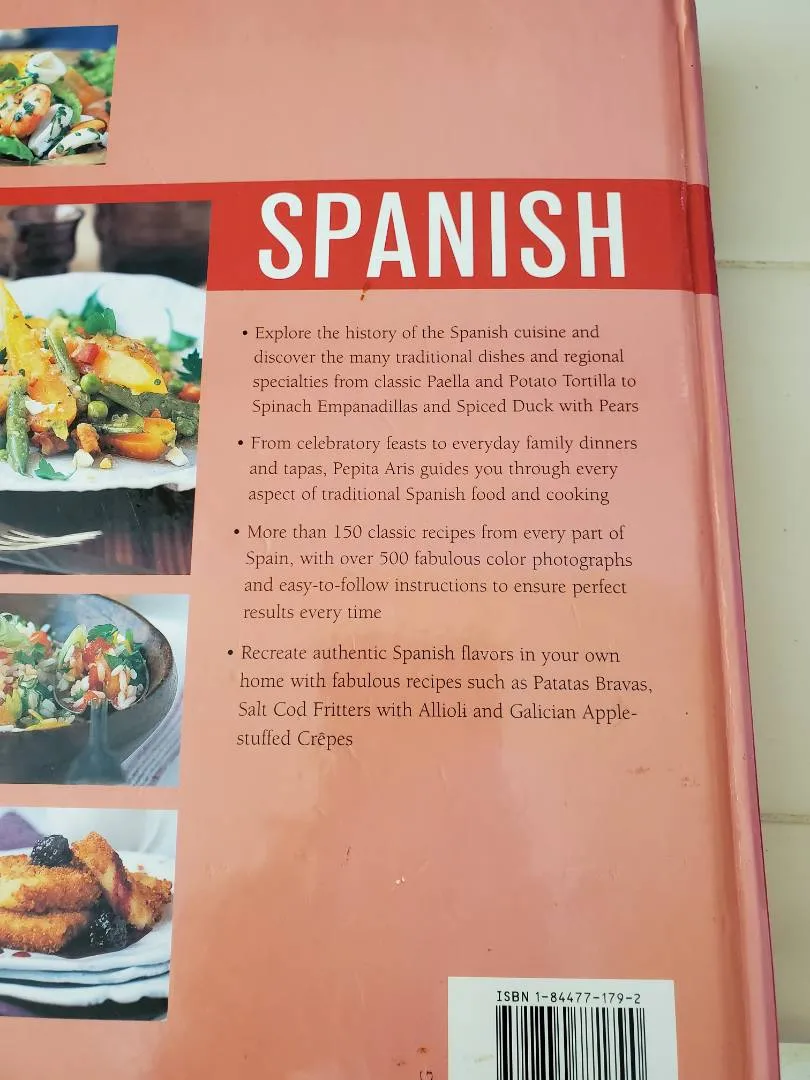 SPANISH
• Explore the history of the Spanish cuisine and
discover the many traditional dishes and regional
specialties from classic Paella and Potato Tortilla to
Spinach Empanadillas and Spiced Duck with Pears
• From celebratory feasts to everyday family dinners
and tapas, Pepita Aris guides you through every
aspect of traditional Spanish food and cooking
• More than 150 classic recipes from every part of
Spain, with over 500 fabulous color photographs
and easy-to-follow instructions to ensure perfect
results every time
• Recreate authentic Spanish flavors in your own
home with fabulous recipes such as Patatas Bravas,
Salt Cod Fritters with Allioli and Galician Apple-
stuffed Crêpes
ISBN 1-84477-179-2